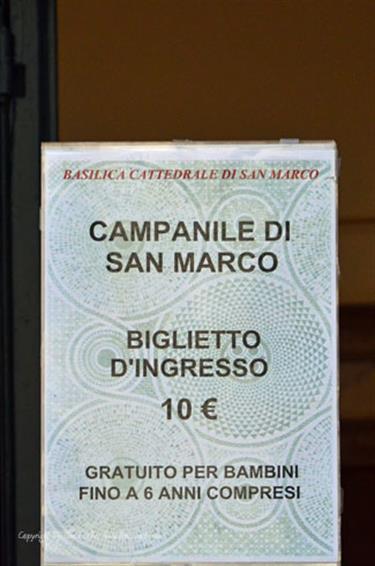 BASILICA CATTEDRALE DI SAN MARCO
CAMPANILE DI
SAN MARCO
BIGLIETTO
D'INGRESSO
10 €
GRATUITO PER BAMBINI
FINO A 6 ANNI COMPRESI
Copyright